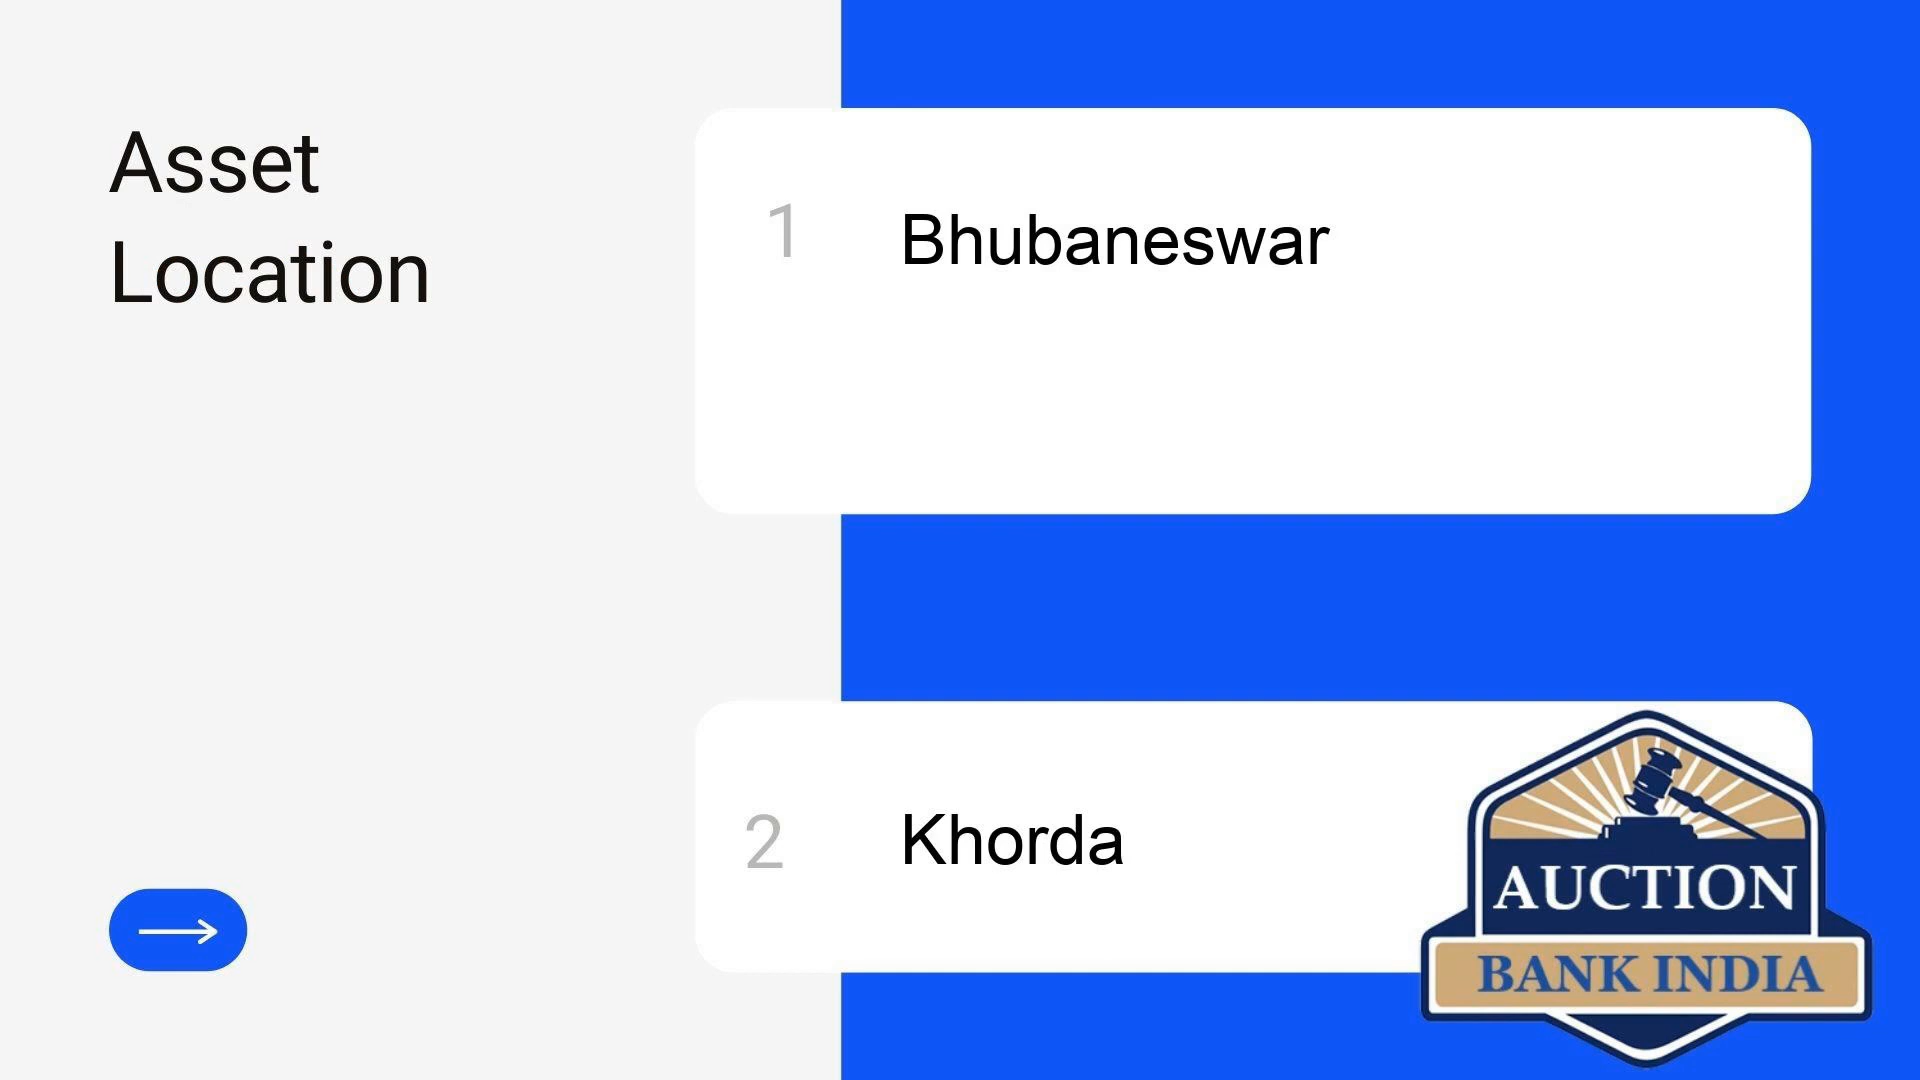 Asset
Location
1
Bhubaneswar
2
Khorda
AUCTION
BANK INDIA